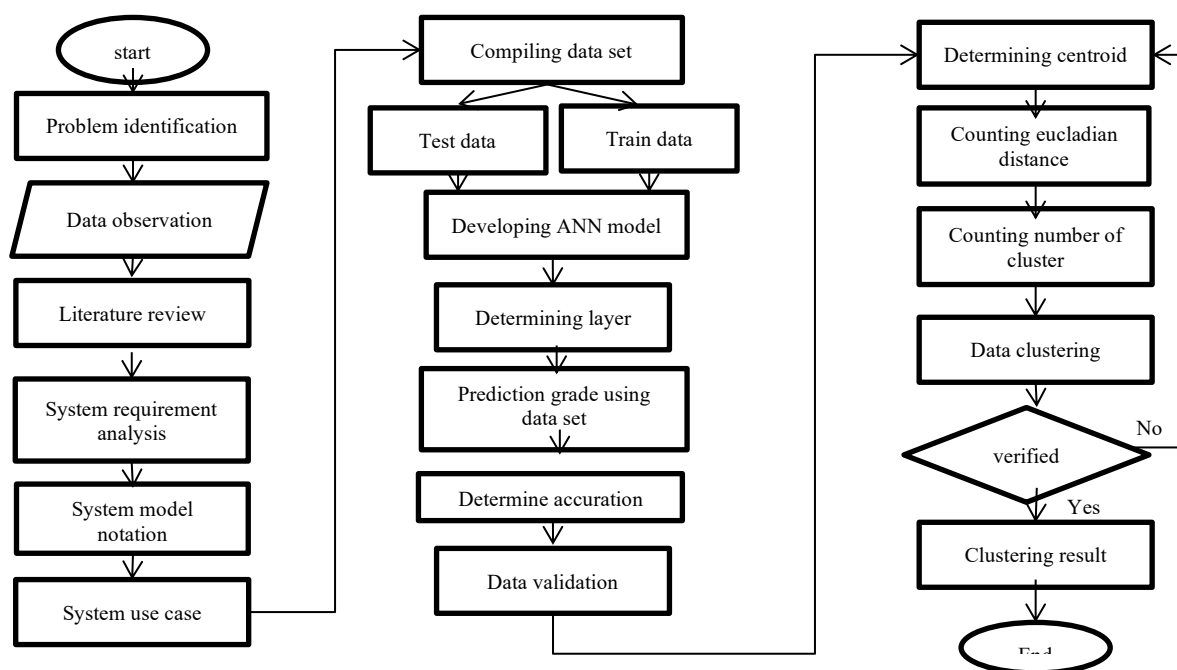 start
Problem identification
Data observation
Literature review
System requirement
analysis
System model
notation
System use case
Compiling data set
Test data
Train data
Developing ANN model
Determining layer
Prediction grade using
data set
Determine accuration
Data validation
Determining centroid
Counting eucladian
distance
Counting number of
cluster
Data clustering
verified
No
Yes
Clustering result
End